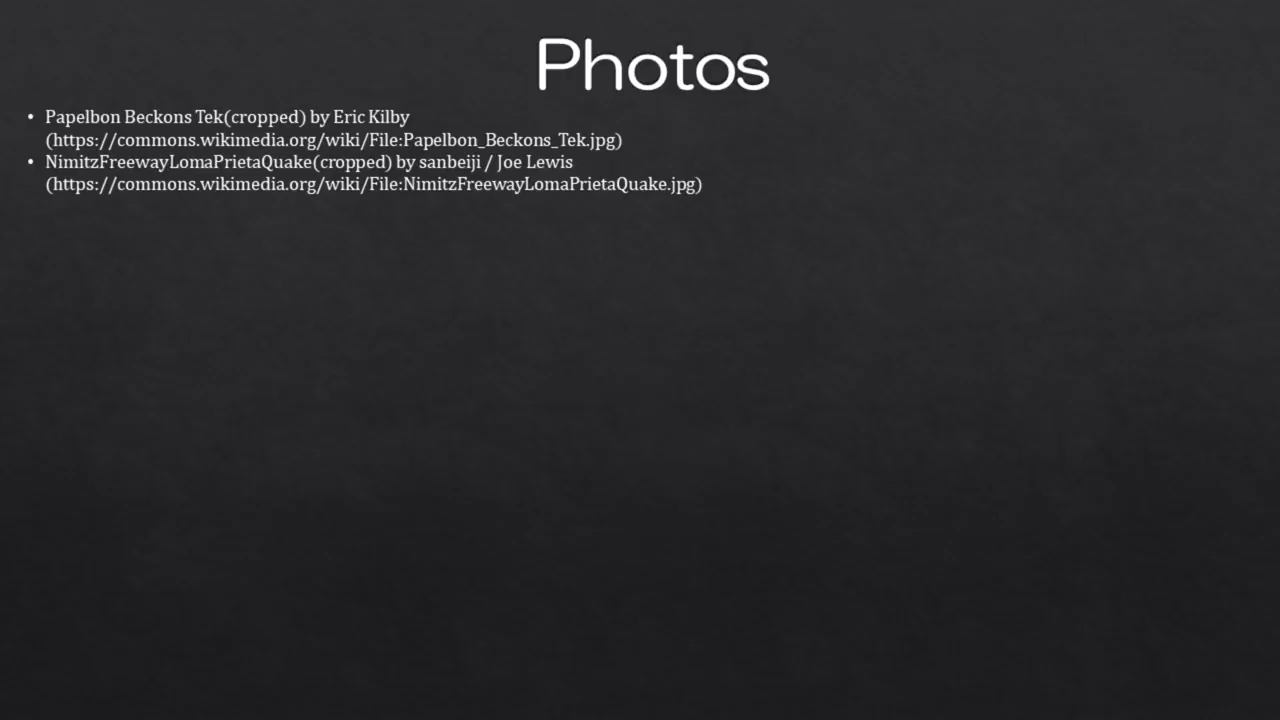 Photos
• Papelbon Beckons Tek(cropped) by Eric Kilby
(https://commons.wikimedia.org/wiki/File:Papelbon_Beckons_Tek.jpg)
• NimitzFreewayLomaPrietaQuake(cropped) by sanbeiji / Joe Lewis
(https://commons.wikimedia.org/wiki/File:NimitzFreewayLomaPrietaQuake.jpg)